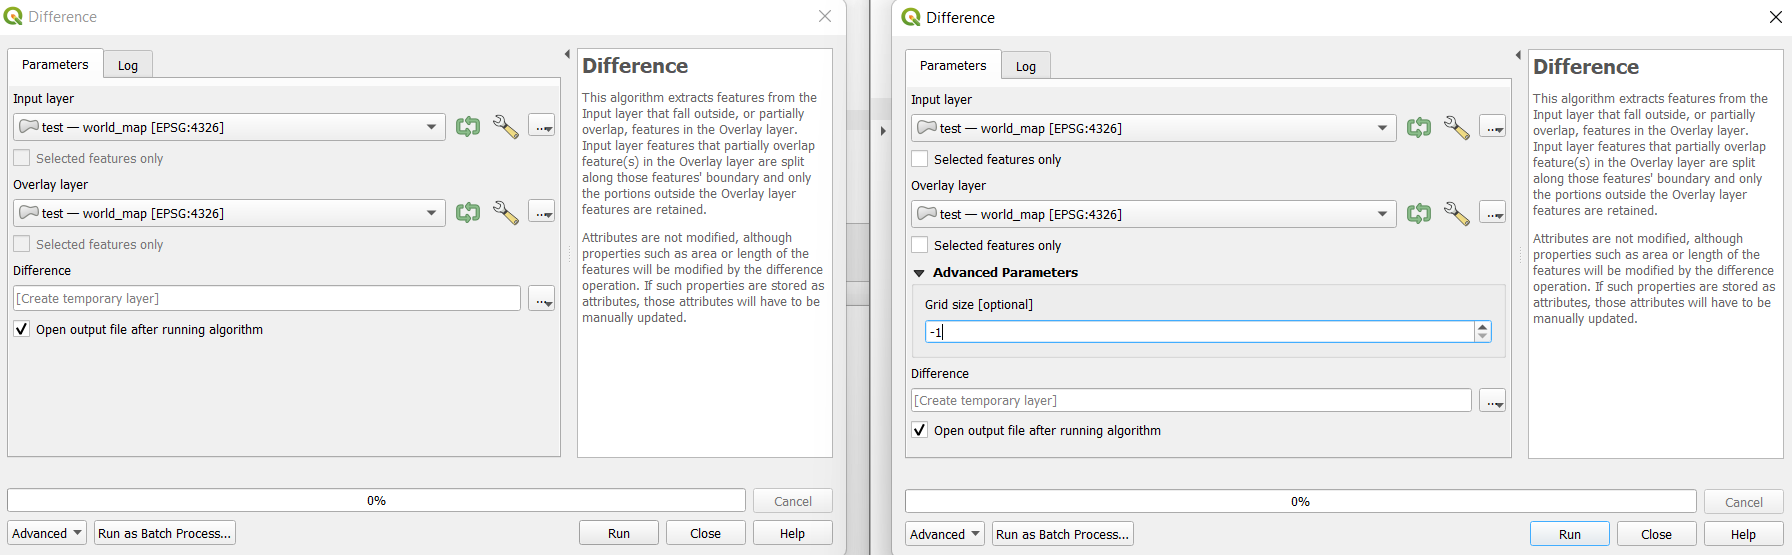 Difference
Parameters
Log
Input layer
test — world_map [EPSG:4326]
...
Selected features only
Overlay layer
test — world_map [EPSG:4326]
...
Selected features only
Difference
[Create temporary layer]
...
Open output file after running algorithm
Difference
This algorithm extracts features from the
Input layer that fall outside, or partially
overlap, features in the Overlay layer.
Input layer features that partially overlap
feature(s) in the Overlay layer are split
along those features' boundary and only
the portions outside the Overlay layer
features are retained.
Attributes are not modified, although
properties such as area or length of the
features will be modified by the difference
operation. If such properties are stored as
attributes, those attributes will have to be
manually updated.
0%
Cancel
Advanced
Run as Batch Process...
Run
Close
Help
Difference
Parameters
Log
Input layer
test — world_map [EPSG:4326]
...
Selected features only
Overlay layer
test — world_map [EPSG:4326]
...
Selected features only
Advanced Parameters
Grid size [optional]
-1
Difference
[Create temporary layer]
...
Open output file after running algorithm
Difference
This algorithm extracts features from the
Input layer that fall outside, or partially
overlap, features in the Overlay layer.
Input layer features that partially overlap
feature(s) in the Overlay layer are split
along those features' boundary and only
the portions outside the Overlay layer
features are retained.
Attributes are not modified, although
properties such as area or length of the
features will be modified by the difference
operation. If such properties are stored as
attributes, those attributes will have to be
manually updated.
0%
Cancel
Advanced
Run as Batch Process...
Run
Close
Help